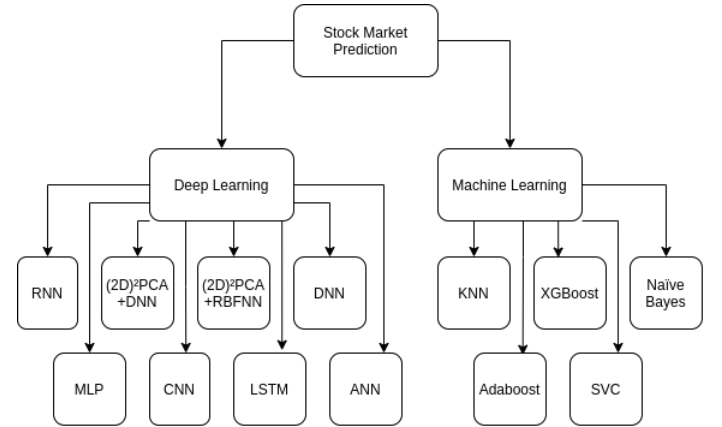 Stock Market
Prediction
Deep Learning
Machine Learning
RNN
(2D)²PCA
+DNN
(2D)²PCA
+RBFNN
DNN
KNN
XGBoost
Naïve
Bayes
MLP
CNN
LSTM
ANN
Adaboost
SVC